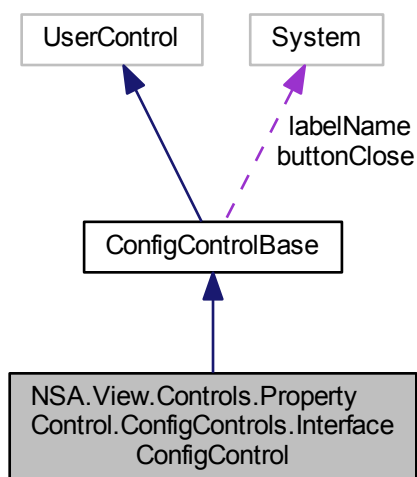 UserControl
System
labelName
buttonClose
ConfigControlBase
NSA.View.Controls.Property
Control.ConfigControls.Interface
ConfigControl